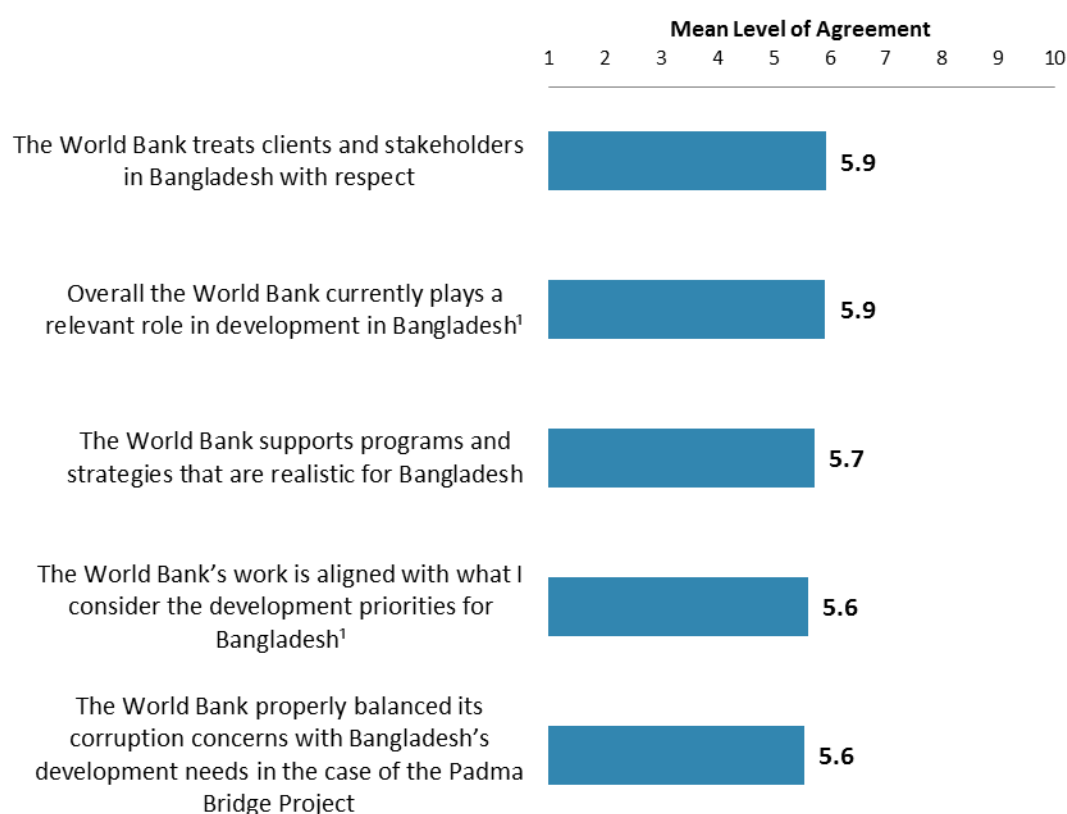 Mean Level of Agreement
1 2 3 4 5 6 7 8 9 10
The World Bank treats clients and stakeholders
in Bangladesh with respect
5.9
Overall the World Bank currently plays a
relevant role in development in Bangladesh¹
5.9
The World Bank supports programs and
strategies that are realistic for Bangladesh
5.7
The World Bank’s work is aligned with what I
consider the development priorities for
Bangladesh¹
5.6
The World Bank properly balanced its
corruption concerns with Bangladesh’s
development needs in the case of the Padma
Bridge Project
5.6